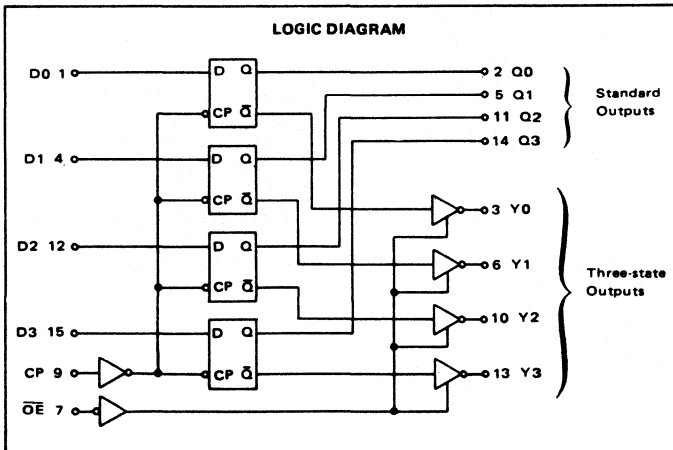 LOGIC DIAGRAM
D0 1
D Q
2 Q0
5 Q1
Standard Outputs
CP Q̅
11 Q2
14 Q3
D1 4
D Q
CP Q̅
3 Y0
D2 12
D Q
6 Y1
Three-state Outputs
CP Q̅
10 Y2
D3 15
D Q
CP 9
CP Q̅
13 Y3
O̅E̅ 7